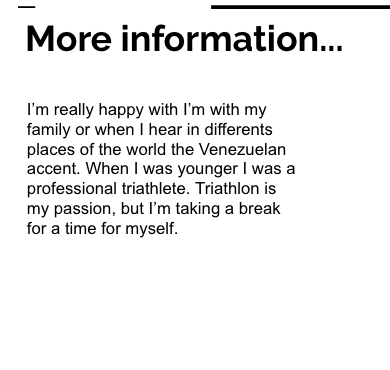 More information...
I'm really happy with I'm with my
family or when I hear in differents
places of the world the Venezuelan
accent. When I was younger I was a
professional triathlete. Triathlon is
my passion, but I'm taking a break
for a time for myself.